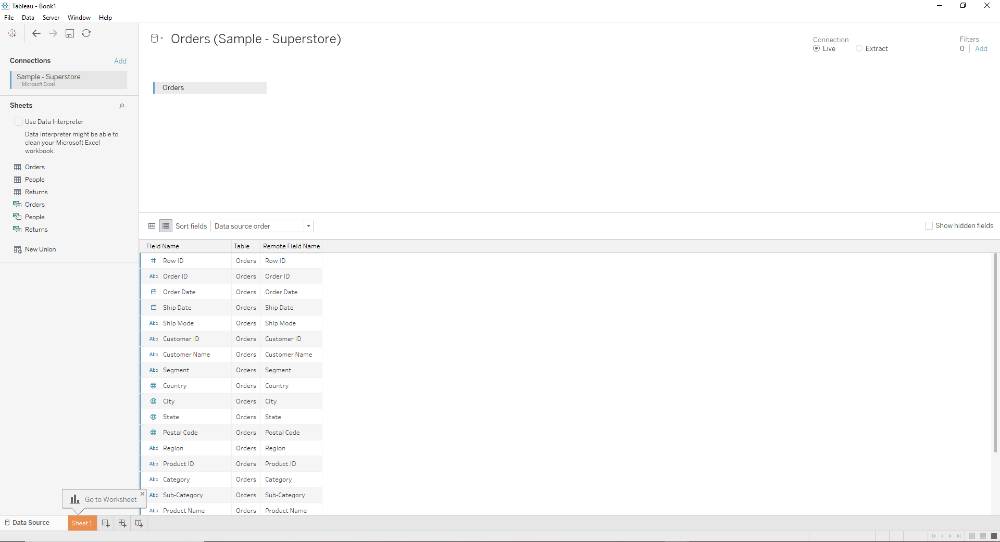 Tableau - Book1
File Data Server Window Help
Connections Add
Sample - Superstore
Microsoft Excel
Sheets
Use Data Interpreter
Data Interpreter might be able to
clean your Microsoft Excel
workbook.
Orders
People
Returns
Orders
People
Returns
New Union
Orders (Sample - Superstore)
Connection
Live Extract
Filters
0 Add
Orders
Sort fields Data source order
Show hidden fields
Field Name Table Remote Field Name
# Row ID Orders Row ID
Abc Order ID Orders Order ID
Order Date Orders Order Date
Ship Date Orders Ship Date
Abc Ship Mode Orders Ship Mode
Abc Customer ID Orders Customer ID
Abc Customer Name Orders Customer Name
Abc Segment Orders Segment
Country Orders Country
City Orders City
State Orders State
Postal Code Orders Postal Code
Abc Region Orders Region
Abc Product ID Orders Product ID
Abc Category Orders Category
Abc Sub-Category Orders Sub-Category
Abc Product Name Orders Product Name
Go to Worksheet
Data Source Sheet 1